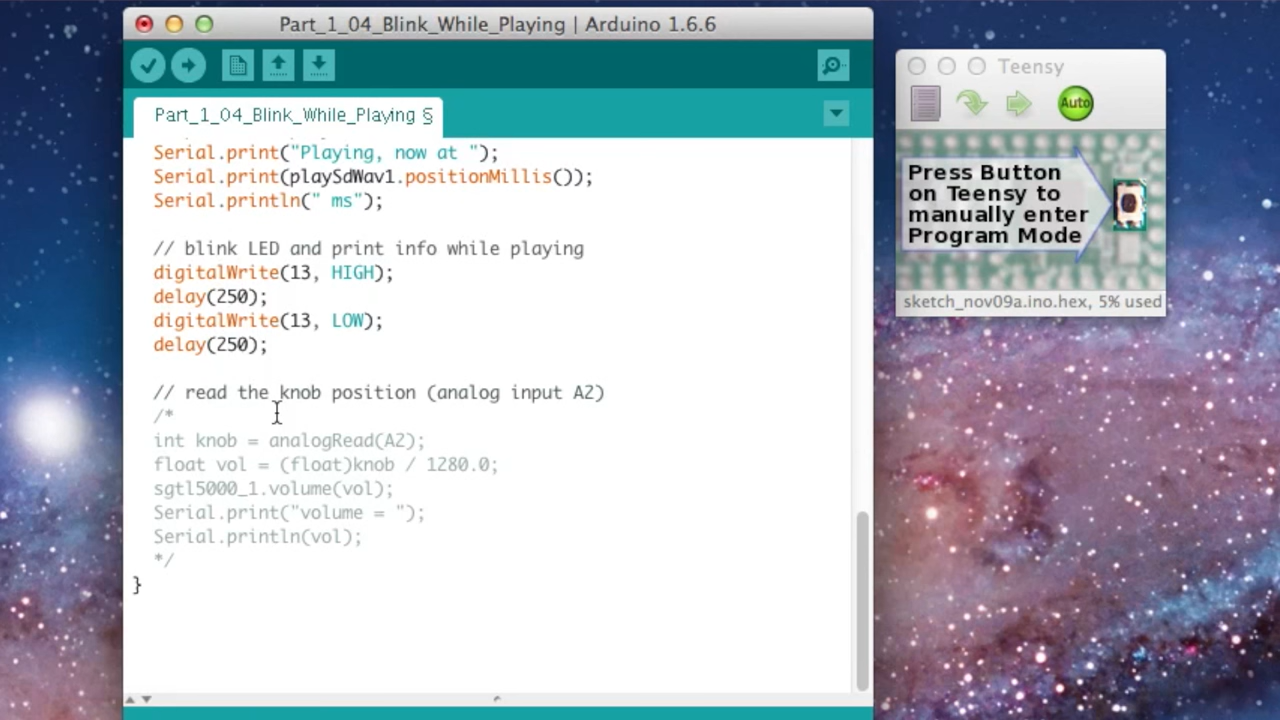 Part_1_04_Blink_While_Playing | Arduino 1.6.6
Part_1_04_Blink_While_Playing §
Serial.print("Playing, now at ");
Serial.print(playSdWav1.positionMillis());
Serial.println(" ms");
// blink LED and print info while playing
digitalWrite(13, HIGH);
delay(250);
digitalWrite(13, LOW);
delay(250);
// read the knob position (analog input A2)
/*
int knob = analogRead(A2);
float vol = (float)knob / 1280.0;
sgtl5000_1.volume(vol);
Serial.print("volume = ");
Serial.println(vol);
*/
}
Teensy
Auto
Press Button
on Teensy to
manually enter
Program Mode
sketch_nov09a.ino.hex, 5% used